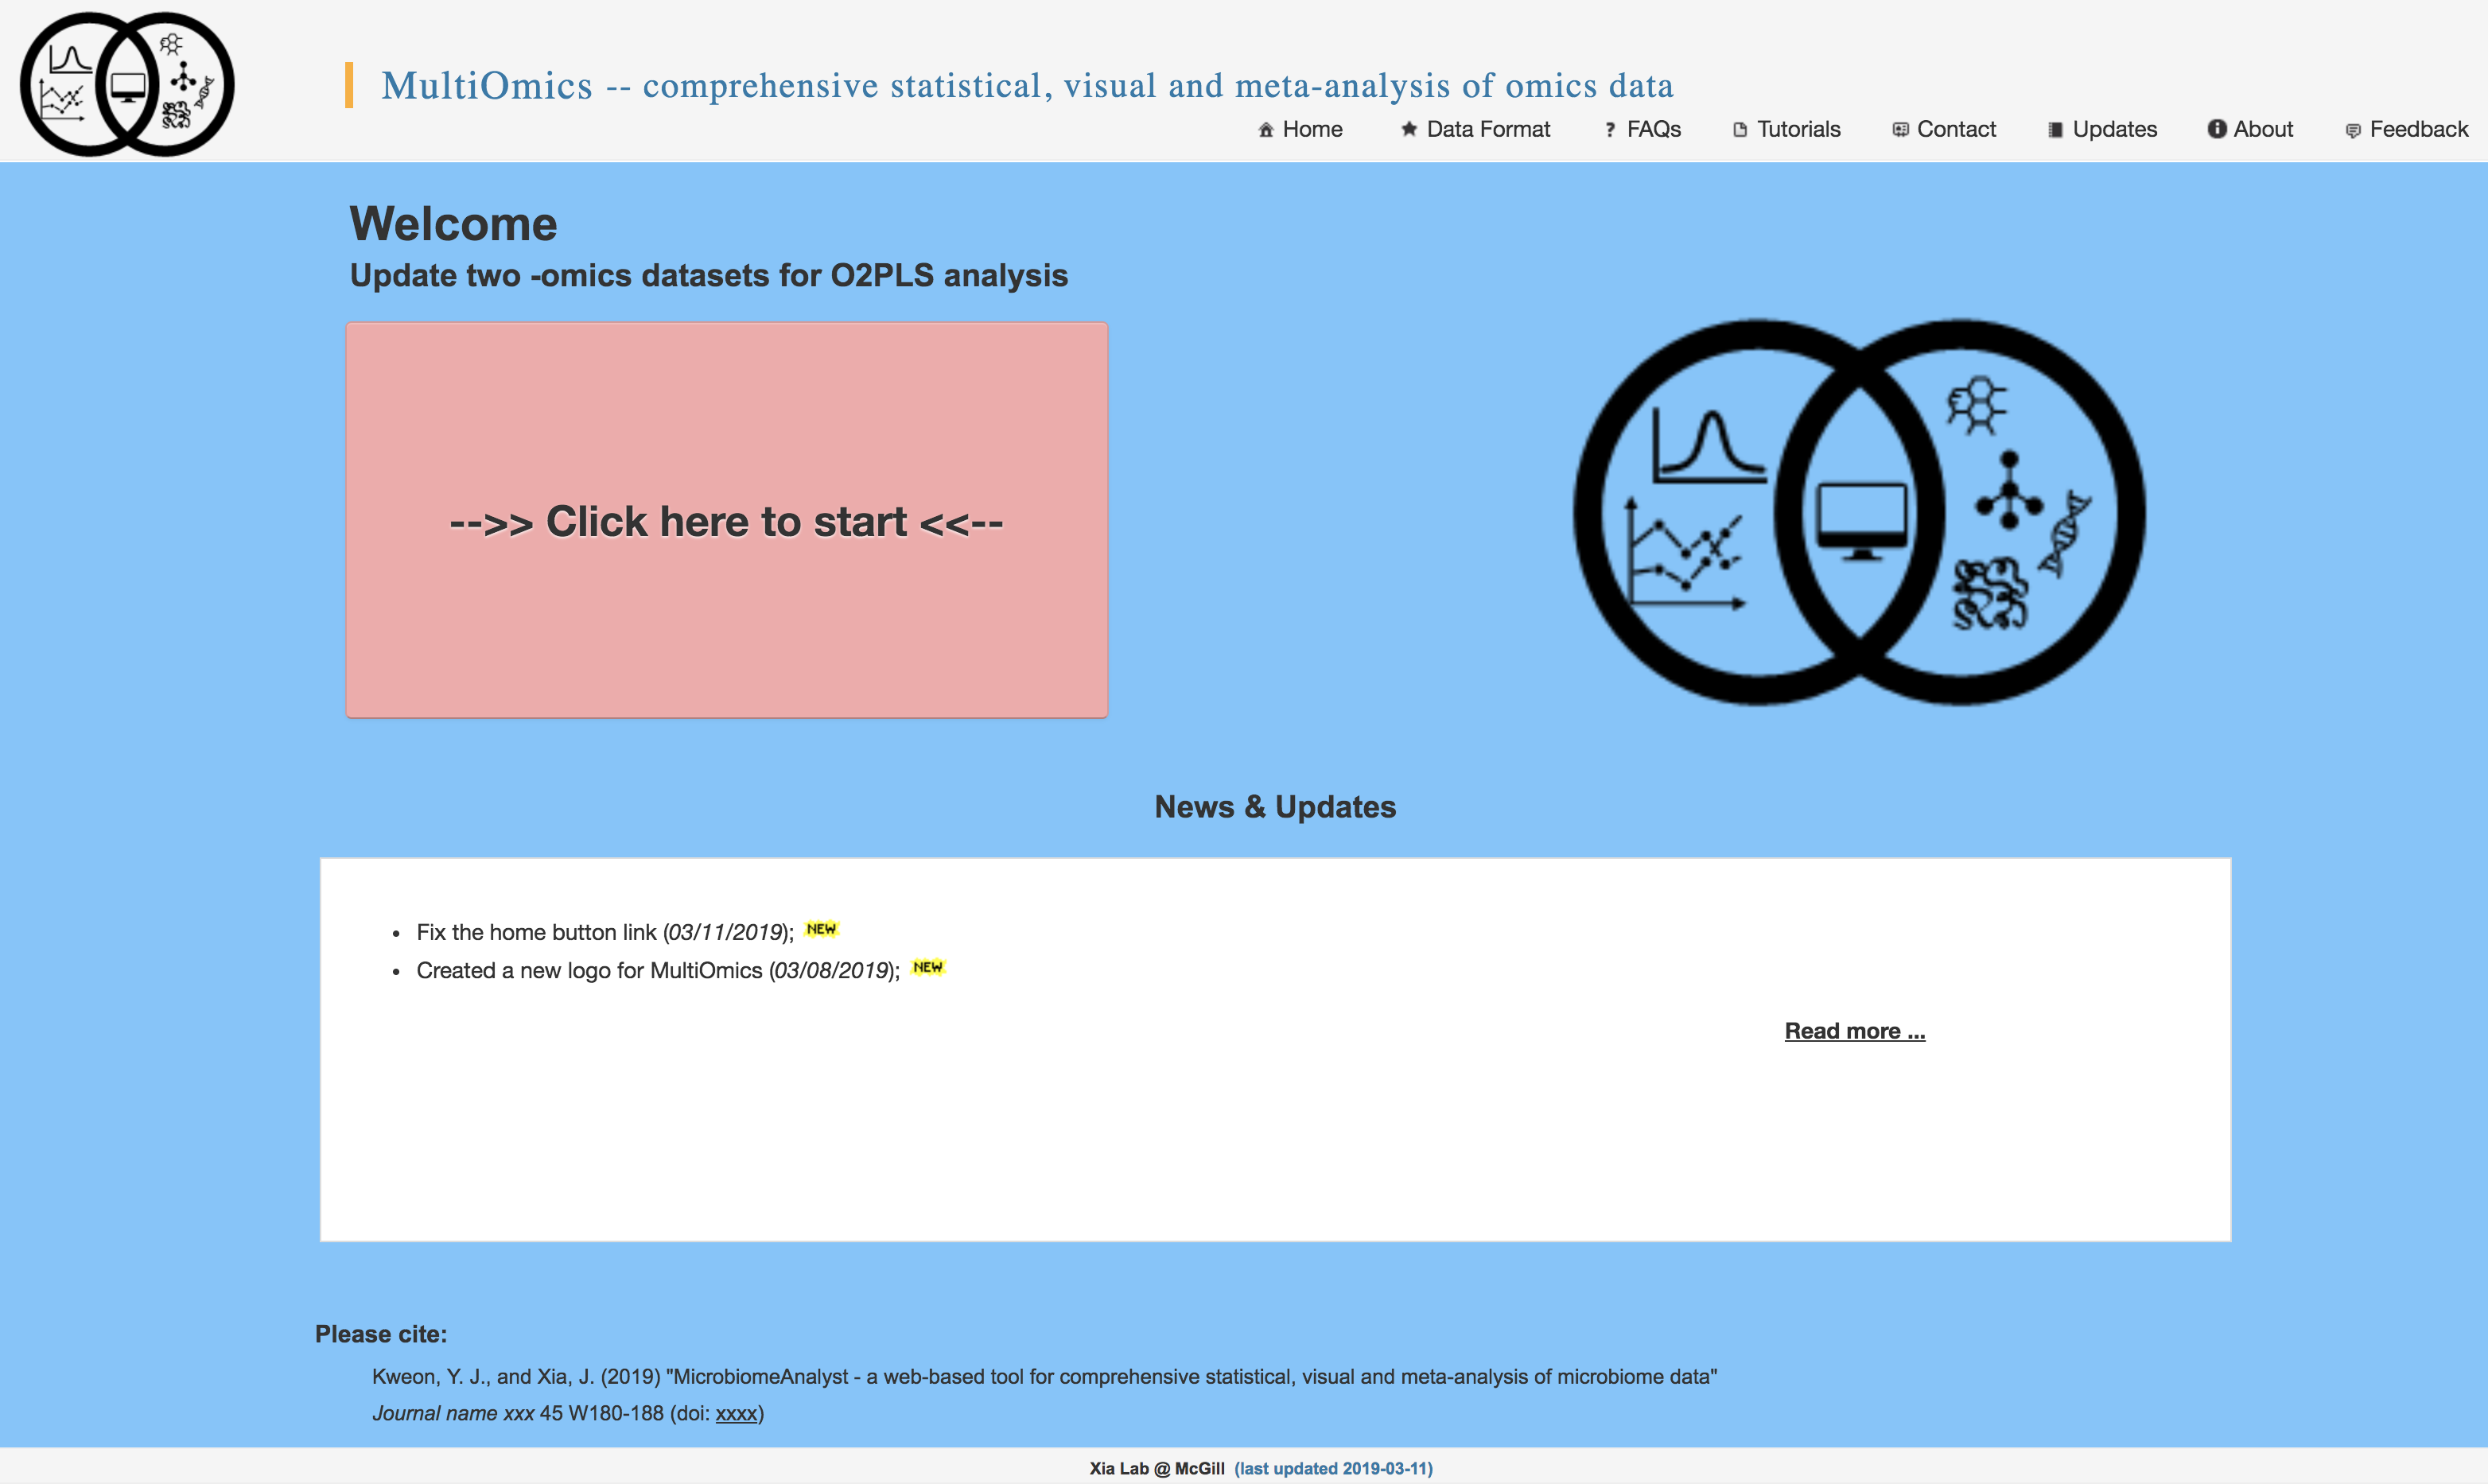 MultiOmics -- comprehensive statistical, visual and meta-analysis of omics data
Home Data Format FAQs Tutorials Contact Updates About Feedback
Welcome
Update two -omics datasets for O2PLS analysis
-->> Click here to start <<--
News & Updates
• Fix the home button link (03/11/2019); NEW
• Created a new logo for MultiOmics (03/08/2019); NEW
Read more ...
Please cite:
Kweon, Y. J., and Xia, J. (2019) "MicrobiomeAnalyst - a web-based tool for comprehensive statistical, visual and meta-analysis of microbiome data"
Journal name xxx 45 W180-188 (doi: xxxx)
Xia Lab @ McGill (last updated 2019-03-11)